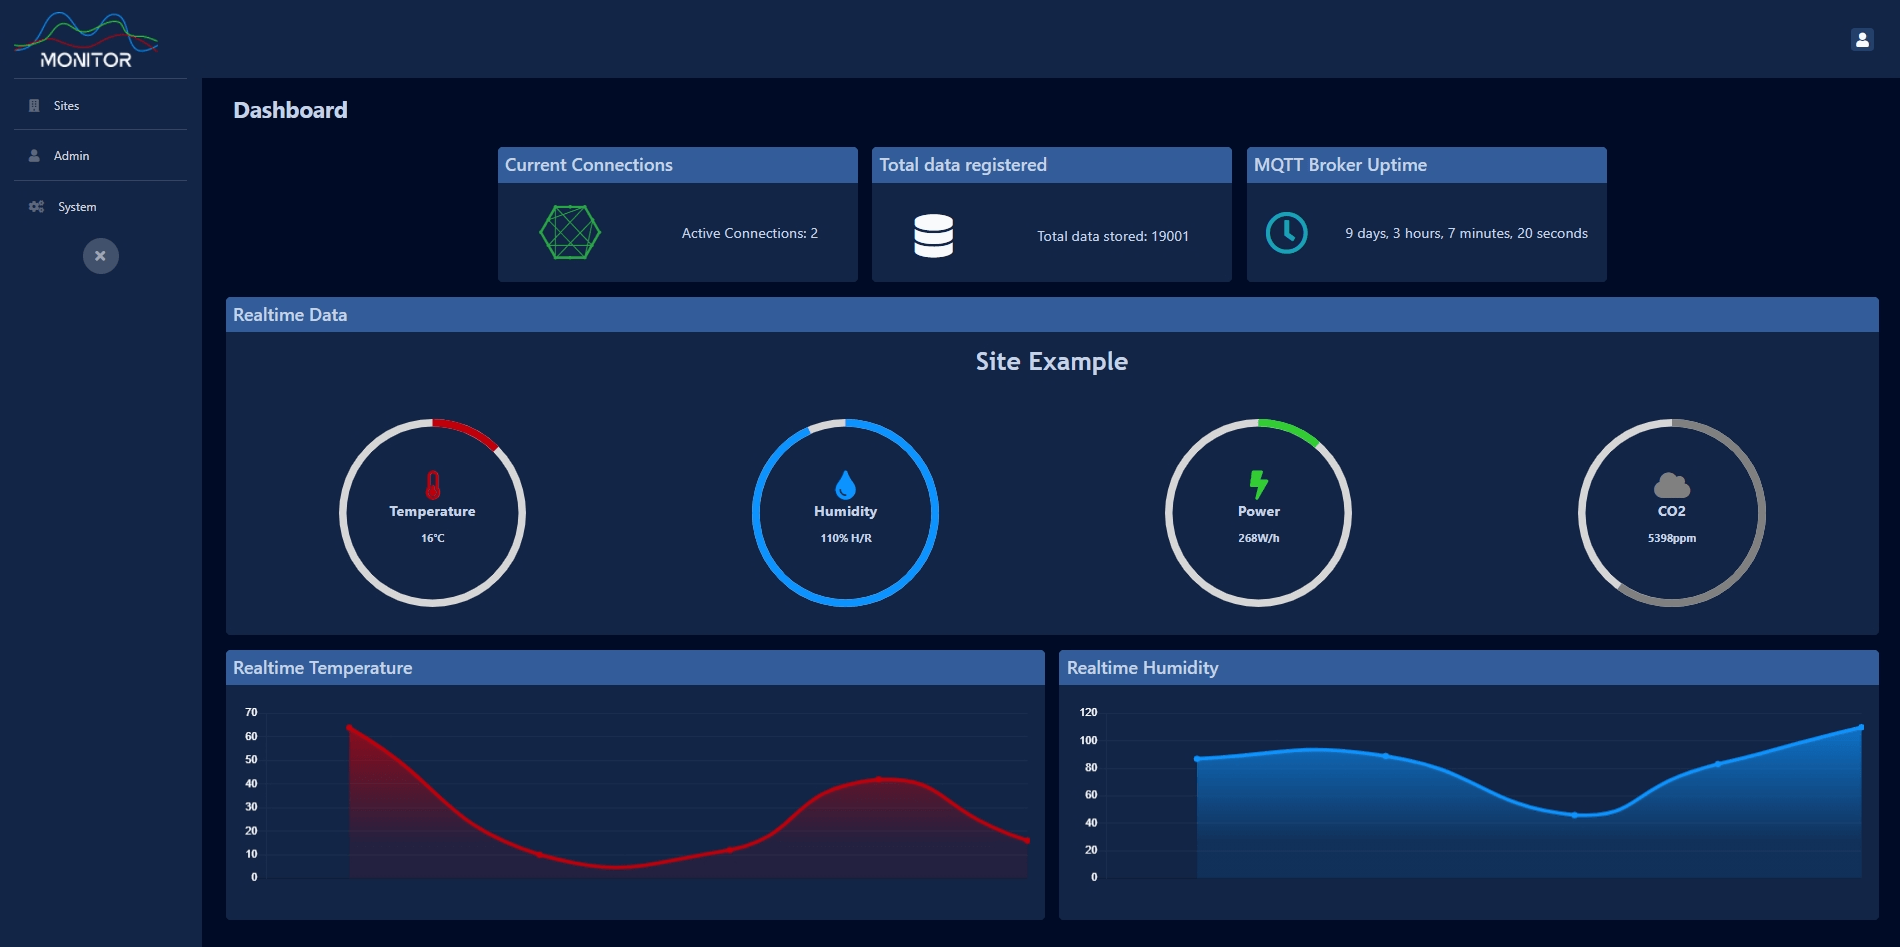 MONITOR
Sites
Admin
System
Dashboard
Current Connections
Active Connections: 2
Total data registered
Total data stored: 19001
MQTT Broker Uptime
9 days, 3 hours, 7 minutes, 20 seconds
Realtime Data
Site Example
Temperature
16°C
Humidity
110% H/R
Power
268W/h
CO2
5398ppm
Realtime Temperature
70
60
50
40
30
20
10
0
Realtime Humidity
120
100
80
60
40
20
0